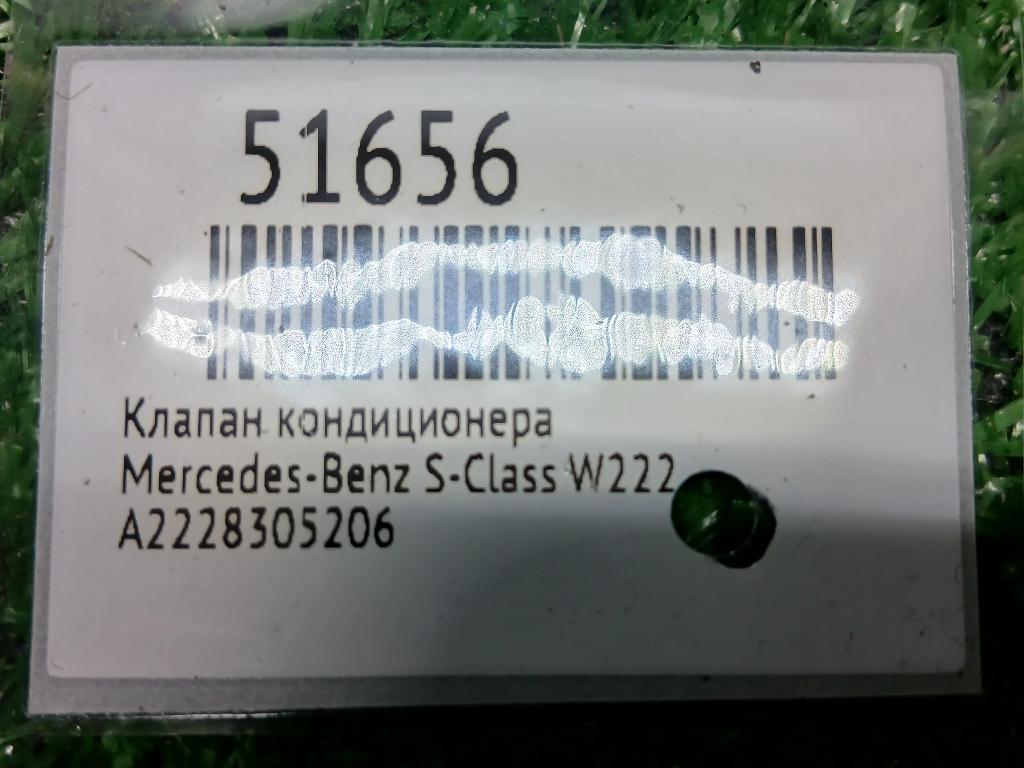 51656
Клапан кондиционера
Mercedes-Benz S-Class W222
A2228305206